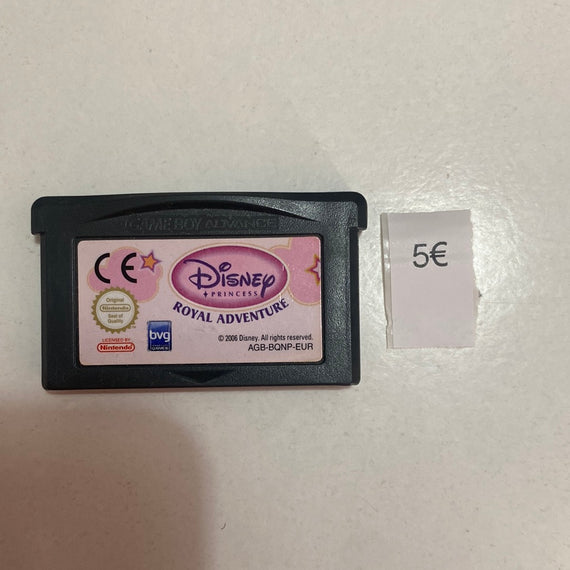 GAME BOY ADVANCE
CE
Disney
PRINCESS
ROYAL ADVENTURE
Original
Nintendo
Seal of
Quality
LICENSED BY
Nintendo
bvg
GAMES
© 2006 Disney. All rights reserved.
AGB-BQNP-EUR
5€